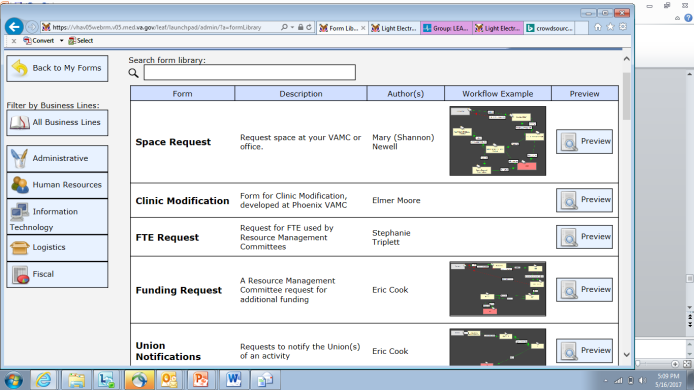 https://vhav05webrm.v05.med.va.gov/leaf/launchpad/admin/?a=formLibrary
Form Lib...
Light Electr...
Group: LEA...
Light Electr...
crowdsourc...
x Convert Select
Back to My Forms
Search form library:
Filter by Business Lines:
All Business Lines
Administrative
Human Resources
Information
Technology
Logistics
Fiscal
Form Description Author(s) Workflow Example Preview
Space Request
Request space at your VAMC or
office.
Mary (Shannon)
Newell
Preview
Clinic Modification
Form for Clinic Modification,
developed at Phoenix VAMC
Elmer Moore
Preview
FTE Request
Request for FTE used by
Resource Management
Committees
Stephanie
Triplett
Preview
Funding Request
A Resource Management
Committee request for
additional funding
Eric Cook
Preview
Union
Notifications
Requests to notify the Union(s)
of an activity
Eric Cook
Preview
5:09 PM
5/16/2017